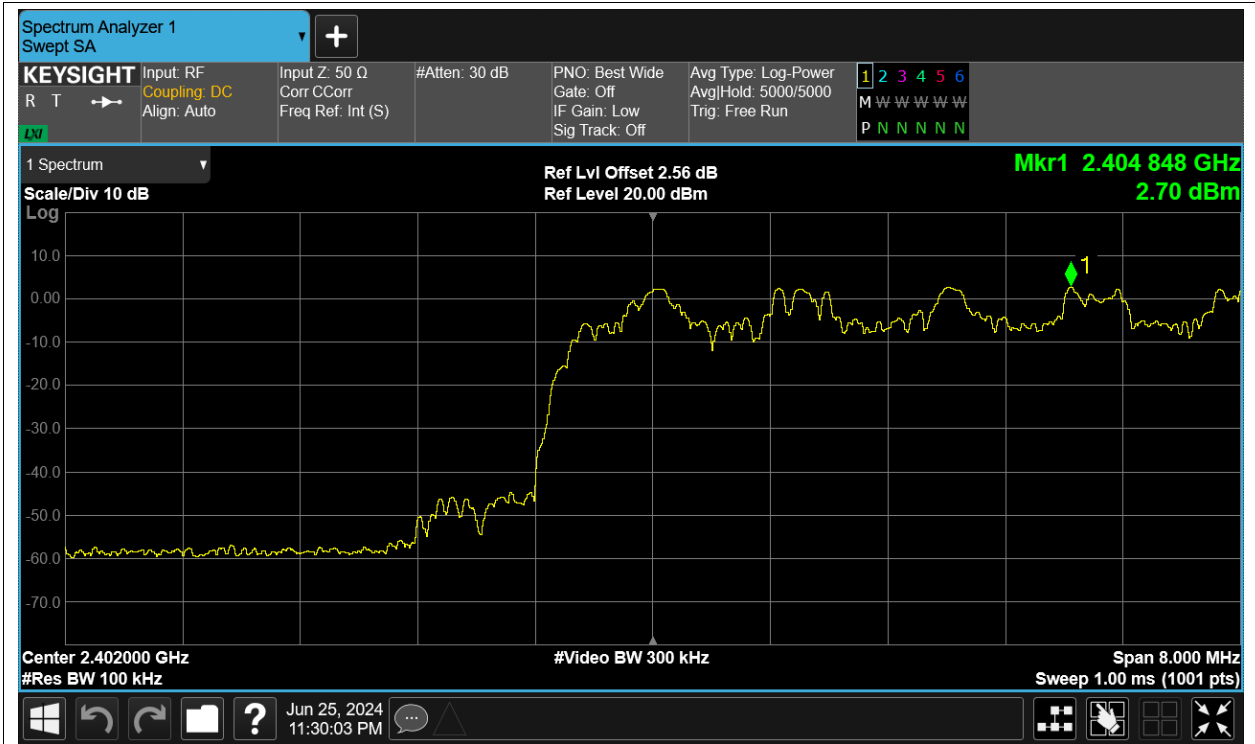 Spectrum Analyzer 1
Swept SA
KEYSIGHT
R T
LXI
Input: RF
Coupling: DC
Align: Auto
Input Z: 50 Ω
Corr CCorr
Freq Ref: Int (S)
#Atten: 30 dB
PNO: Best Wide
Gate: Off
IF Gain: Low
Sig Track: Off
Avg Type: Log-Power
Avg|Hold: 5000/5000
Trig: Free Run
1 2 3 4 5 6
M W W W W W
P N N N N N
1 Spectrum
Scale/Div 10 dB
Log
Ref Lvl Offset 2.56 dB
Ref Level 20.00 dBm
Mkr1 2.404 848 GHz
2.70 dBm
1
10.0
0.00
-10.0
-20.0
-30.0
-40.0
-50.0
-60.0
-70.0
Center 2.402000 GHz
#Res BW 100 kHz
#Video BW 300 kHz
Span 8.000 MHz
Sweep 1.00 ms (1001 pts)
?
Jun 25, 2024
11:30:03 PM